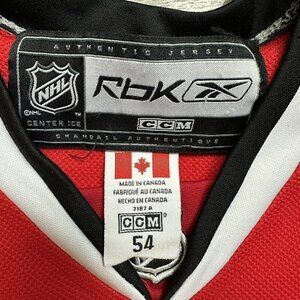 AUTHENTIC JERSEY
NHL
©NHL
CENTER ICE
RbK
CCM
CHANDAIL AUTHENTIQUE
MADE IN CANADA
FABRIQUÉ AU CANADA
HECHO EN CANADA
7187 A
CCM
54